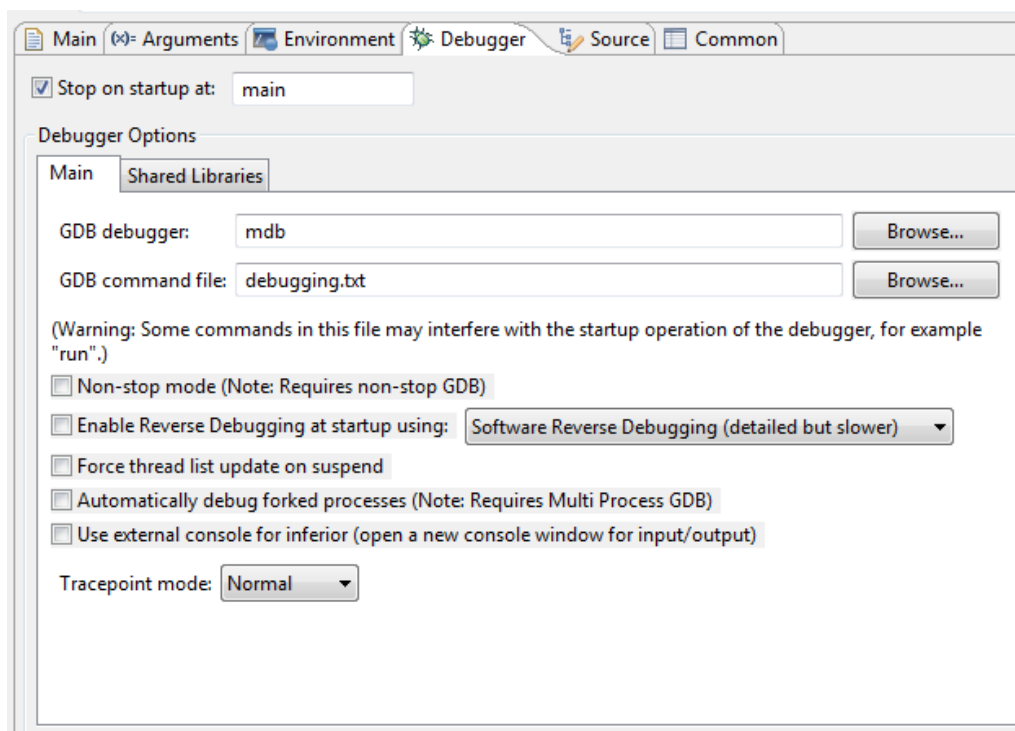 Main (x)= Arguments Environment Debugger Source Common
Stop on startup at: main
Debugger Options
Main Shared Libraries
GDB debugger: mdb Browse...
GDB command file: debugging.txt Browse...
(Warning: Some commands in this file may interfere with the startup operation of the debugger, for example
"run".)
Non-stop mode (Note: Requires non-stop GDB)
Enable Reverse Debugging at startup using: Software Reverse Debugging (detailed but slower)
Force thread list update on suspend
Automatically debug forked processes (Note: Requires Multi Process GDB)
Use external console for inferior (open a new console window for input/output)
Tracepoint mode: Normal